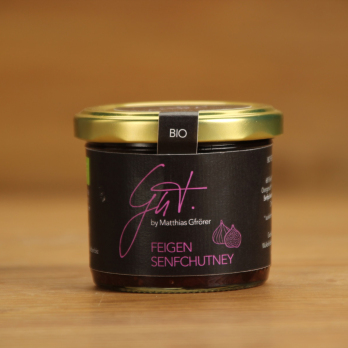 BIO
Gut.
by Matthias Gfrörer
FEIGEN
SENFCHUTNEY